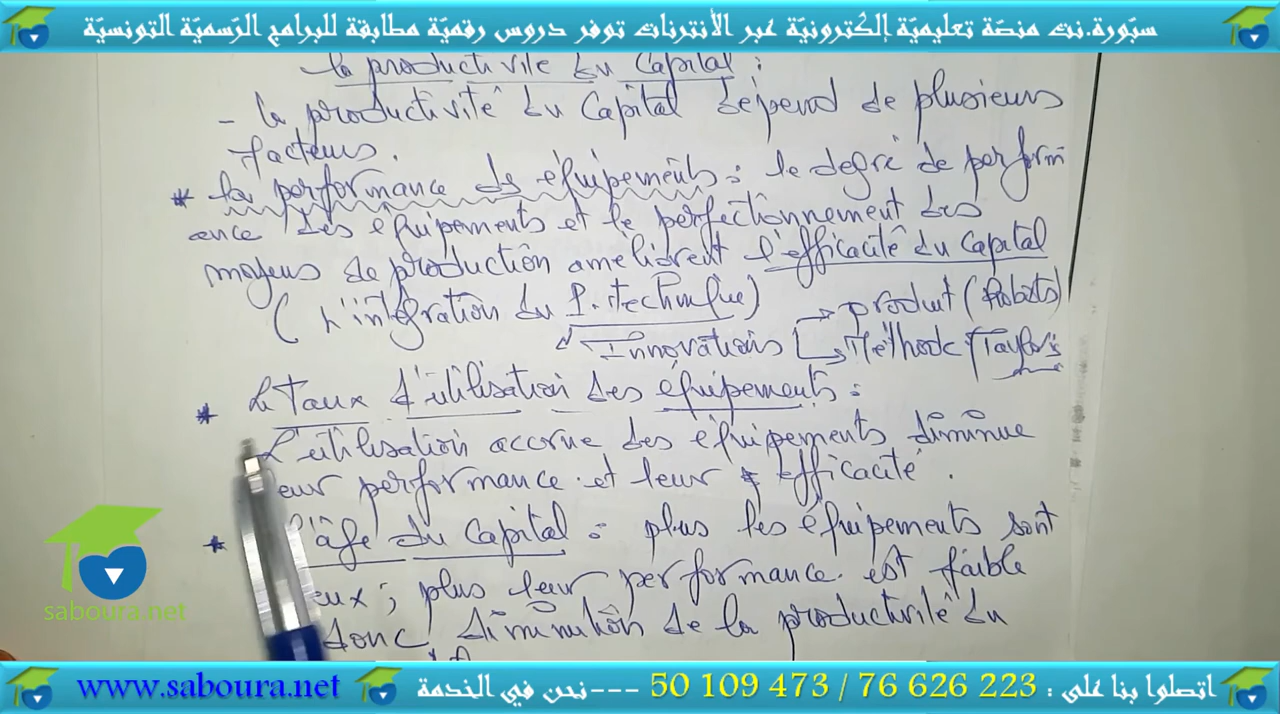 سبّورة.نت منصّة تعليميّة إلكترونيّة عبر الأنترنات توفر دروس رقميّة مطابقة للبرامج الرّسميّة التونسيّة
la productivité du Capital :
- la productivité du Capital dépend de plusieurs
facteurs.
* la performance des équipements : le degré de perform
ance des équipements et le perfectionnement des
moyens de production améliorent l'efficacité du Capital
( L'intégration du P. technique)
Innovations → produit (Robots)
→ Méthode (Taylors
* Le Taux d'utilisation des équipements :
L'utilisation accrue des équipements diminue
leur performance et leur efficacité.
* l'âge du Capital : plus les équipements sont
eux ; plus leur performance est faible
donc diminution de la productivité du
saboura.net
www.saboura.net
اتصلوا بنا على : 50 109 473 / 76 626 223 ---نحن في الخدمة